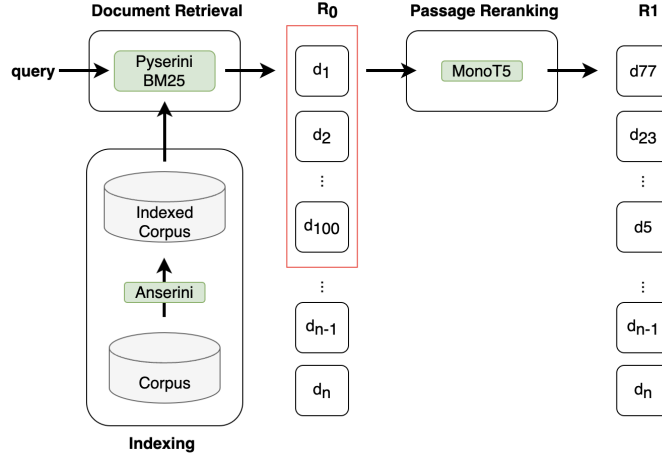 Document Retrieval
R0
Passage Reranking
R1
query
Pyserini
BM25
d1
MonoT5
d77
d2
d23
...
...
Indexed
Corpus
d100
d5
Anserini
...
...
dn-1
dn-1
Corpus
dn
dn
Indexing